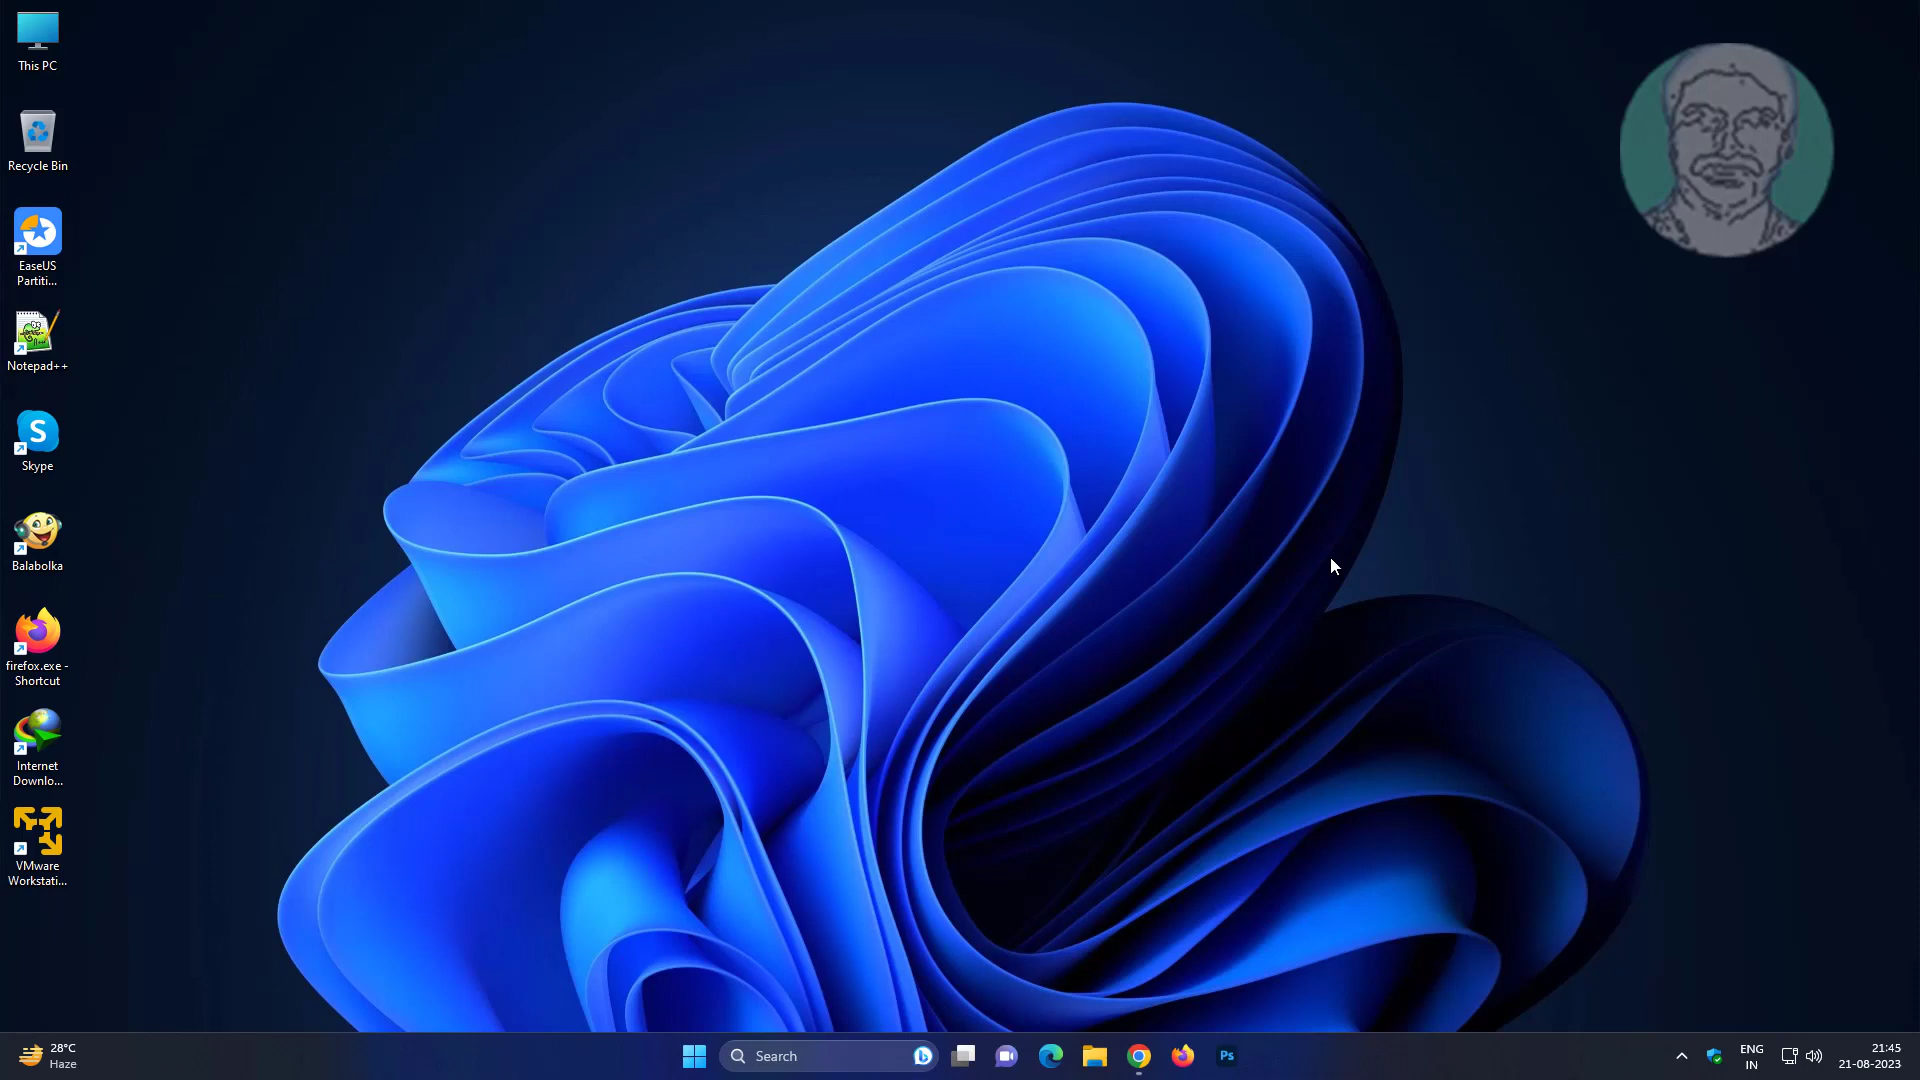 This PC
Recycle Bin
EaseUS
Partiti...
Notepad++
S
Skype
Balabolka
firefox.exe -
Shortcut
Internet
Downlo...
VMware
Workstati...
28°C
Haze
Search
b
Ps
ENG
IN
21:45
21-08-2023